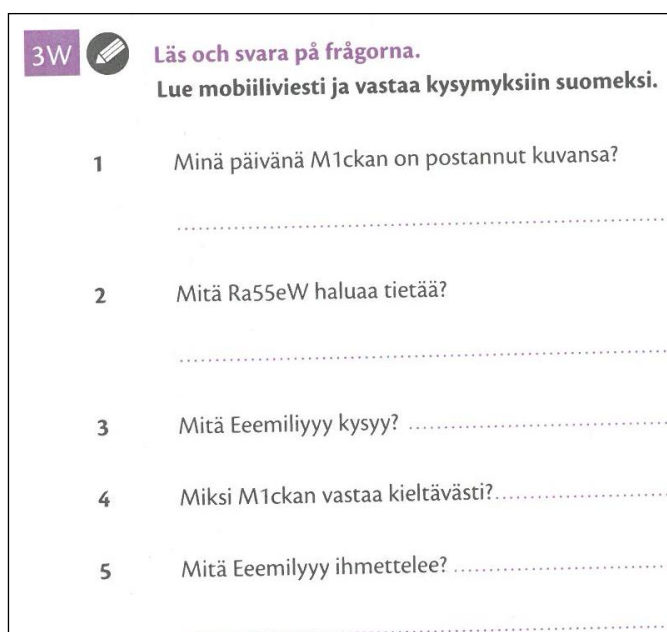 3W Läs och svara på frågorna.
Lue mobiiliviesti ja vastaa kysymyksiin suomeksi.
1 Minä päivänä M1ckan on postannut kuvansa?
2 Mitä Ra55eW haluaa tietää?
3 Mitä Eeemiliyyy kysyy?
4 Miksi M1ckan vastaa kieltävästi?
5 Mitä Eeemilyyy ihmettelee?